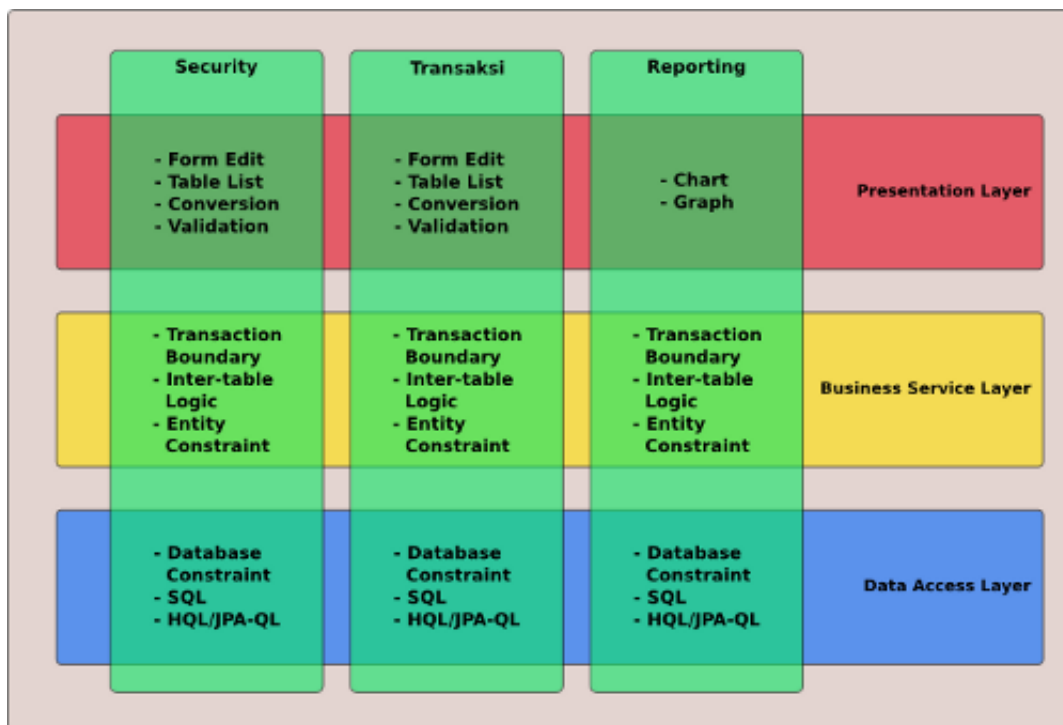 Security
Transaksi
Reporting
- Form Edit
- Table List
- Conversion
- Validation
- Form Edit
- Table List
- Conversion
- Validation
- Chart
- Graph
Presentation Layer
- Transaction
Boundary
- Inter-table
Logic
- Entity
Constraint
- Transaction
Boundary
- Inter-table
Logic
- Entity
Constraint
- Transaction
Boundary
- Inter-table
Logic
- Entity
Constraint
Business Service Layer
- Database
Constraint
- SQL
- HQL/JPA-QL
- Database
Constraint
- SQL
- HQL/JPA-QL
- Database
Constraint
- SQL
- HQL/JPA-QL
Data Access Layer